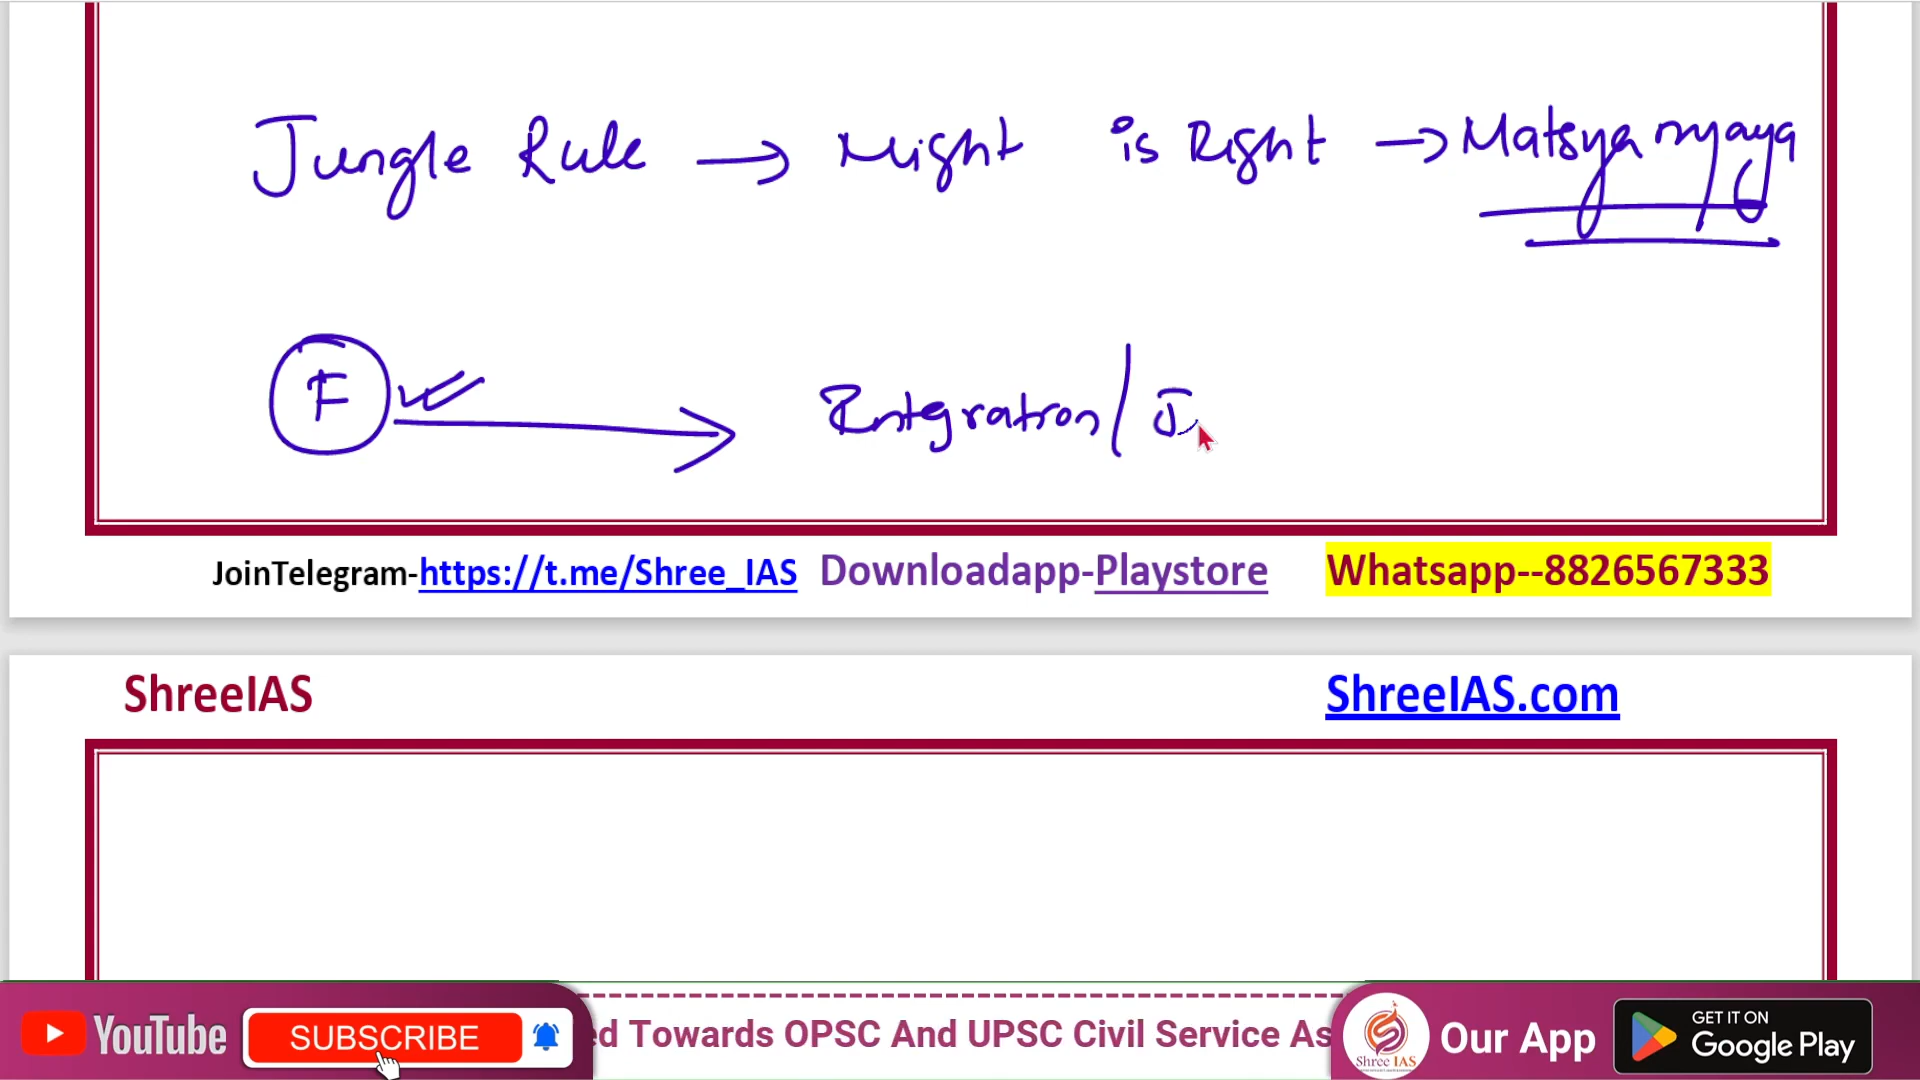 Jungle Rule → Might is Right → Matsyanyaya
F → Integration/ I
JoinTelegram-https://t.me/Shree_IAS Downloadapp-Playstore Whatsapp--8826567333
ShreeIAS ShreeIAS.com
YouTube SUBSCRIBE ed Towards OPSC And UPSC Civil Service As Shree IAS Our App GET IT ON Google Play